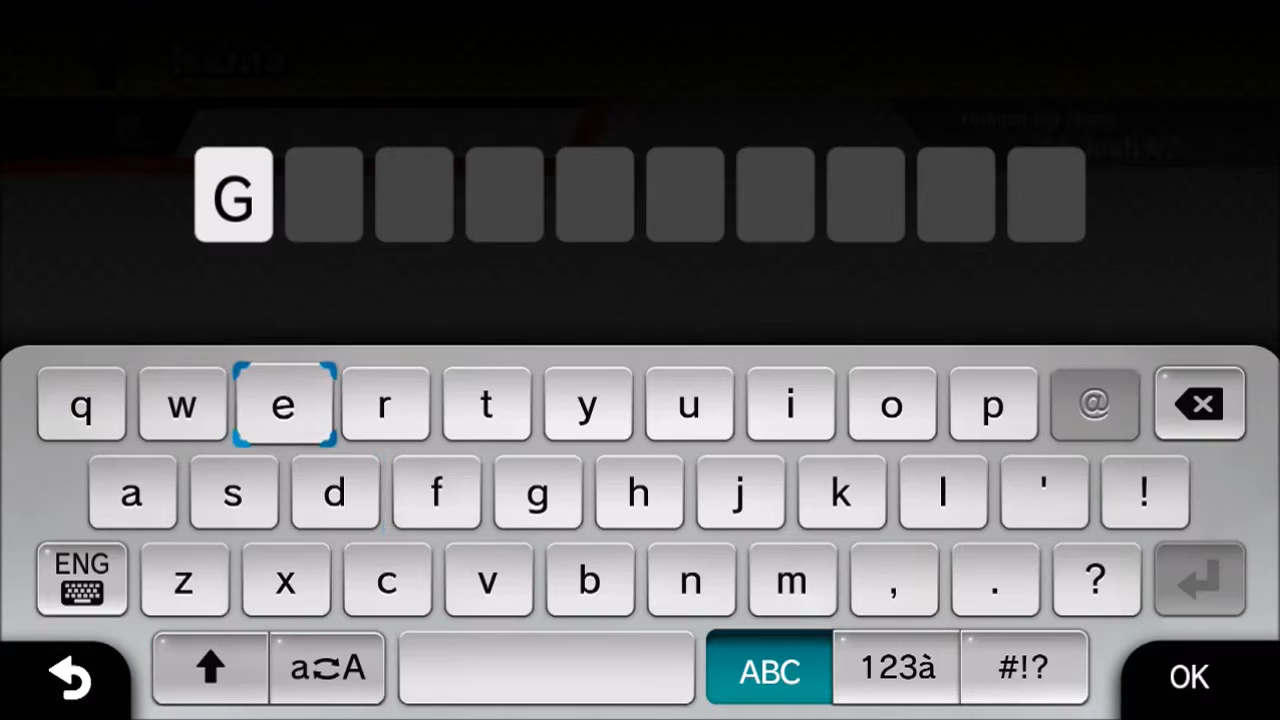 G
q w e r t y u i o p @
a s d f g h j k l ' !
ENG z x c v b n m , . ?
a A ABC 123à #!? OK